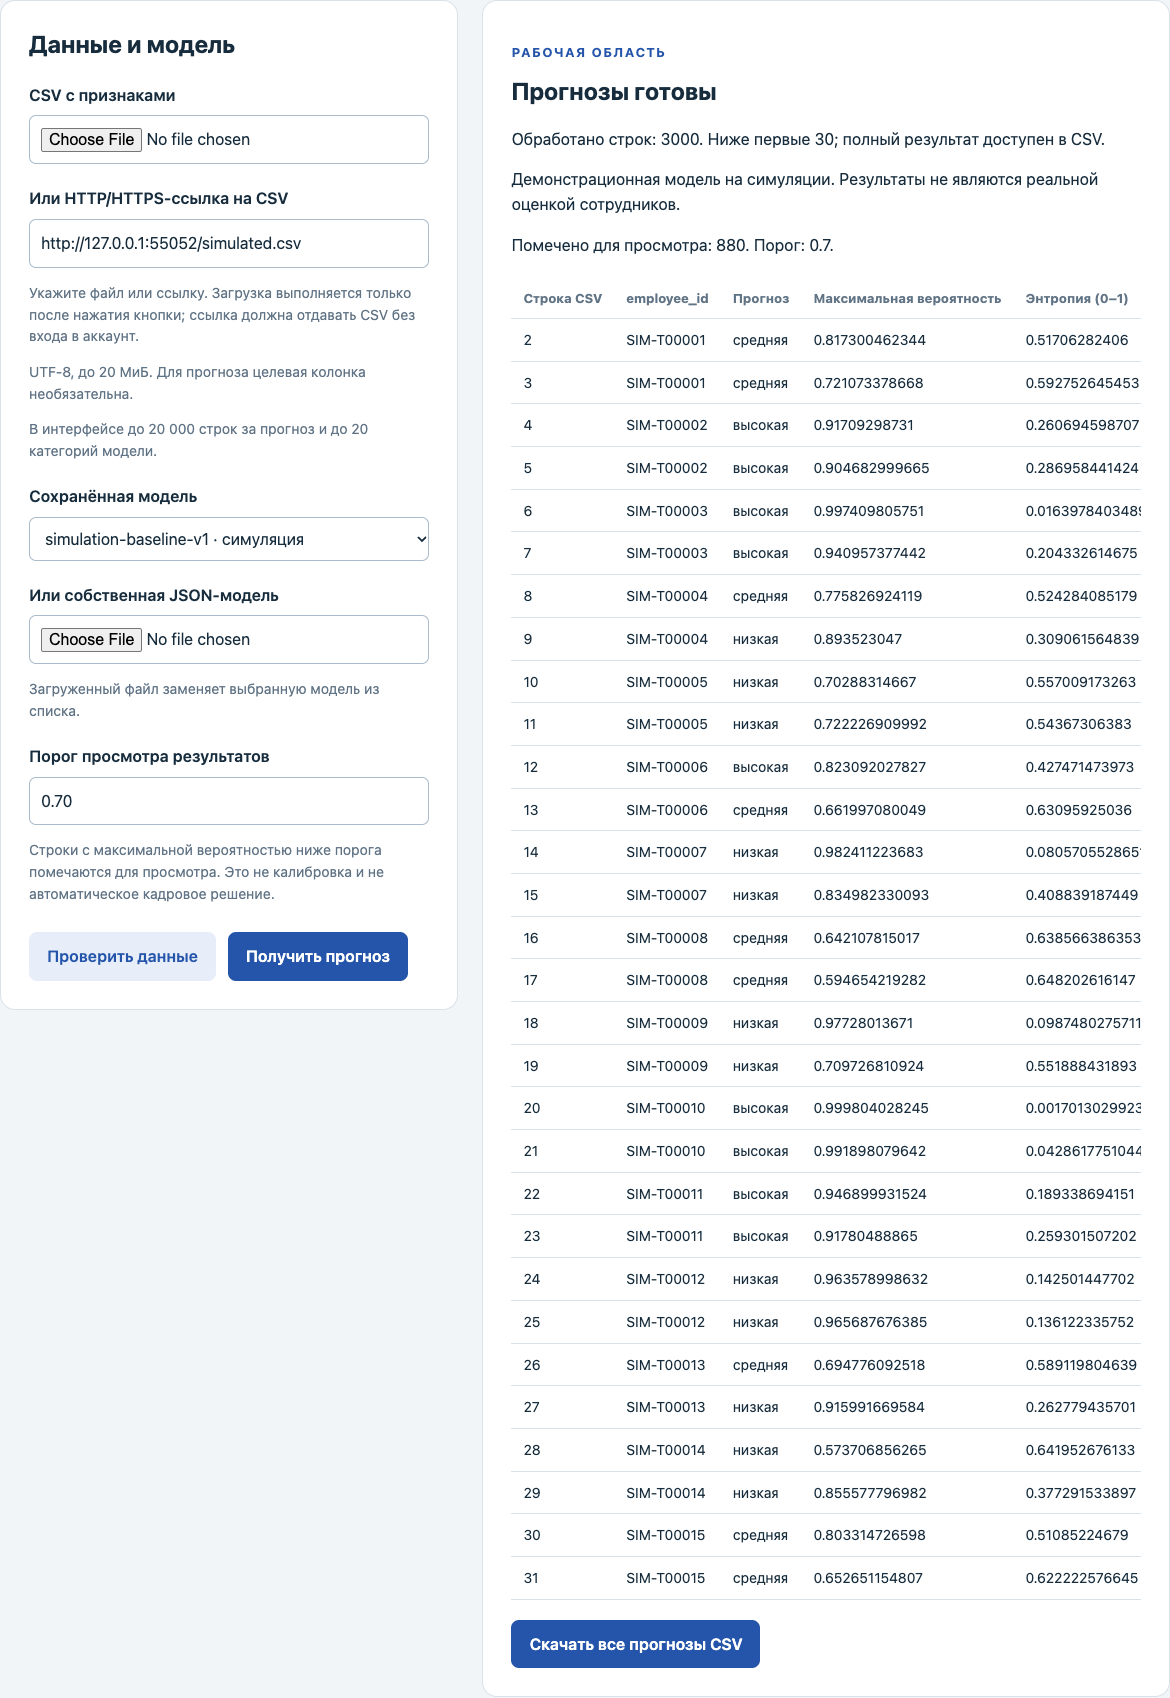 Данные и модель
CSV с признаками
Choose File No file chosen
Или HTTP/HTTPS-ссылка на CSV
http://127.0.0.1:55052/simulated.csv
Укажите файл или ссылку. Загрузка выполняется только
после нажатия кнопки; ссылка должна отдавать CSV без
входа в аккаунт.
UTF-8, до 20 МиБ. Для прогноза целевая колонка
необязательна.
В интерфейсе до 20 000 строк за прогноз и до 20
категорий модели.
Сохранённая модель
simulation-baseline-v1 · симуляция
Или собственная JSON-модель
Choose File No file chosen
Загруженный файл заменяет выбранную модель из
списка.
Порог просмотра результатов
0.70
Строки с максимальной вероятностью ниже порога
помечаются для просмотра. Это не калибровка и не
автоматическое кадровое решение.
Проверить данные Получить прогноз
РАБОЧАЯ ОБЛАСТЬ
Прогнозы готовы
Обработано строк: 3000. Ниже первые 30; полный результат доступен в CSV.
Демонстрационная модель на симуляции. Результаты не являются реальной
оценкой сотрудников.
Помечено для просмотра: 880. Порог: 0.7.
Строка CSV employee_id Прогноз Максимальная вероятность Энтропия (0–1)
2 SIM-T00001 средняя 0.817300462344 0.51706282406
3 SIM-T00001 средняя 0.721073378668 0.592752645453
4 SIM-T00002 высокая 0.91709298731 0.260694598707
5 SIM-T00002 высокая 0.904682999665 0.286958441424
6 SIM-T00003 высокая 0.997409805751 0.0163978403489
7 SIM-T00003 высокая 0.940957377442 0.204332614675
8 SIM-T00004 средняя 0.775826924119 0.524284085179
9 SIM-T00004 низкая 0.893523047 0.309061564839
10 SIM-T00005 низкая 0.70288314667 0.557009173263
11 SIM-T00005 низкая 0.722226909992 0.54367306383
12 SIM-T00006 высокая 0.823092027827 0.427471473973
13 SIM-T00006 средняя 0.661997080049 0.63095925036
14 SIM-T00007 низкая 0.982411223683 0.080570552865
15 SIM-T00007 низкая 0.834982330093 0.408839187449
16 SIM-T00008 средняя 0.642107815017 0.638566386353
17 SIM-T00008 средняя 0.594654219282 0.648202616147
18 SIM-T00009 низкая 0.97728013671 0.0987480275711
19 SIM-T00009 низкая 0.709726810924 0.551888431893
20 SIM-T00010 высокая 0.999804028245 0.0017013029923
21 SIM-T00010 высокая 0.991898079642 0.0428617751044
22 SIM-T00011 высокая 0.946899931524 0.189338694151
23 SIM-T00011 высокая 0.91780488865 0.259301507202
24 SIM-T00012 низкая 0.963578998632 0.142501447702
25 SIM-T00012 низкая 0.965687676385 0.136122335752
26 SIM-T00013 средняя 0.694776092518 0.589119804639
27 SIM-T00013 низкая 0.915991669584 0.262779435701
28 SIM-T00014 низкая 0.573706856265 0.641952676133
29 SIM-T00014 низкая 0.855577796982 0.377291533897
30 SIM-T00015 средняя 0.803314726598 0.51085224679
31 SIM-T00015 средняя 0.652651154807 0.622222576645
Скачать все прогнозы CSV